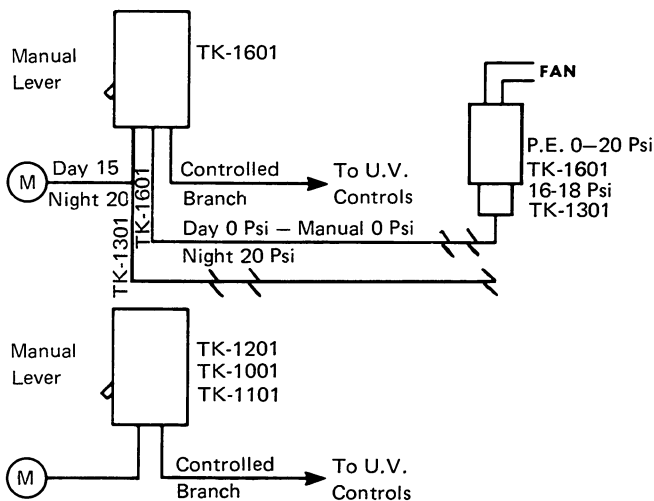 Manual
Lever
TK-1601
FAN
P.E. 0–20 Psi
TK-1601
16-18 Psi
TK-1301
M
Day 15
Night 20
TK-1301
TK-1601
Controlled
Branch
To U.V.
Controls
Day 0 Psi – Manual 0 Psi
Night 20 Psi
Manual
Lever
TK-1201
TK-1001
TK-1101
M
Controlled
Branch
To U.V.
Controls